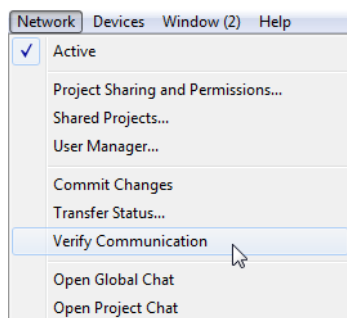 Network Devices Window (2) Help
Active
Project Sharing and Permissions...
Shared Projects...
User Manager...
Commit Changes
Transfer Status...
Verify Communication
Open Global Chat
Open Project Chat